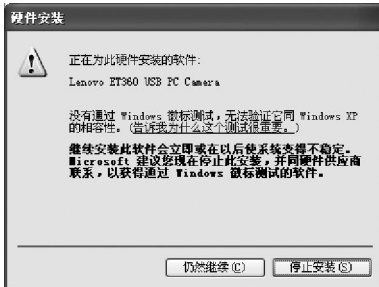 硬件安装
正在为此硬件安装的软件:
Lenovo ET360 USB PC Camera
没有通过 Windows 徽标测试，无法验证它同 Windows XP
的相容性。(告诉我为什么这个测试很重要。)
继续安装此软件会立即或在以后使系统变得不稳定。
Microsoft 建议您现在停止此安装，并同硬件供应商
联系，以获得通过 Windows 徽标测试的软件。
仍然继续(C) 停止安装(S)